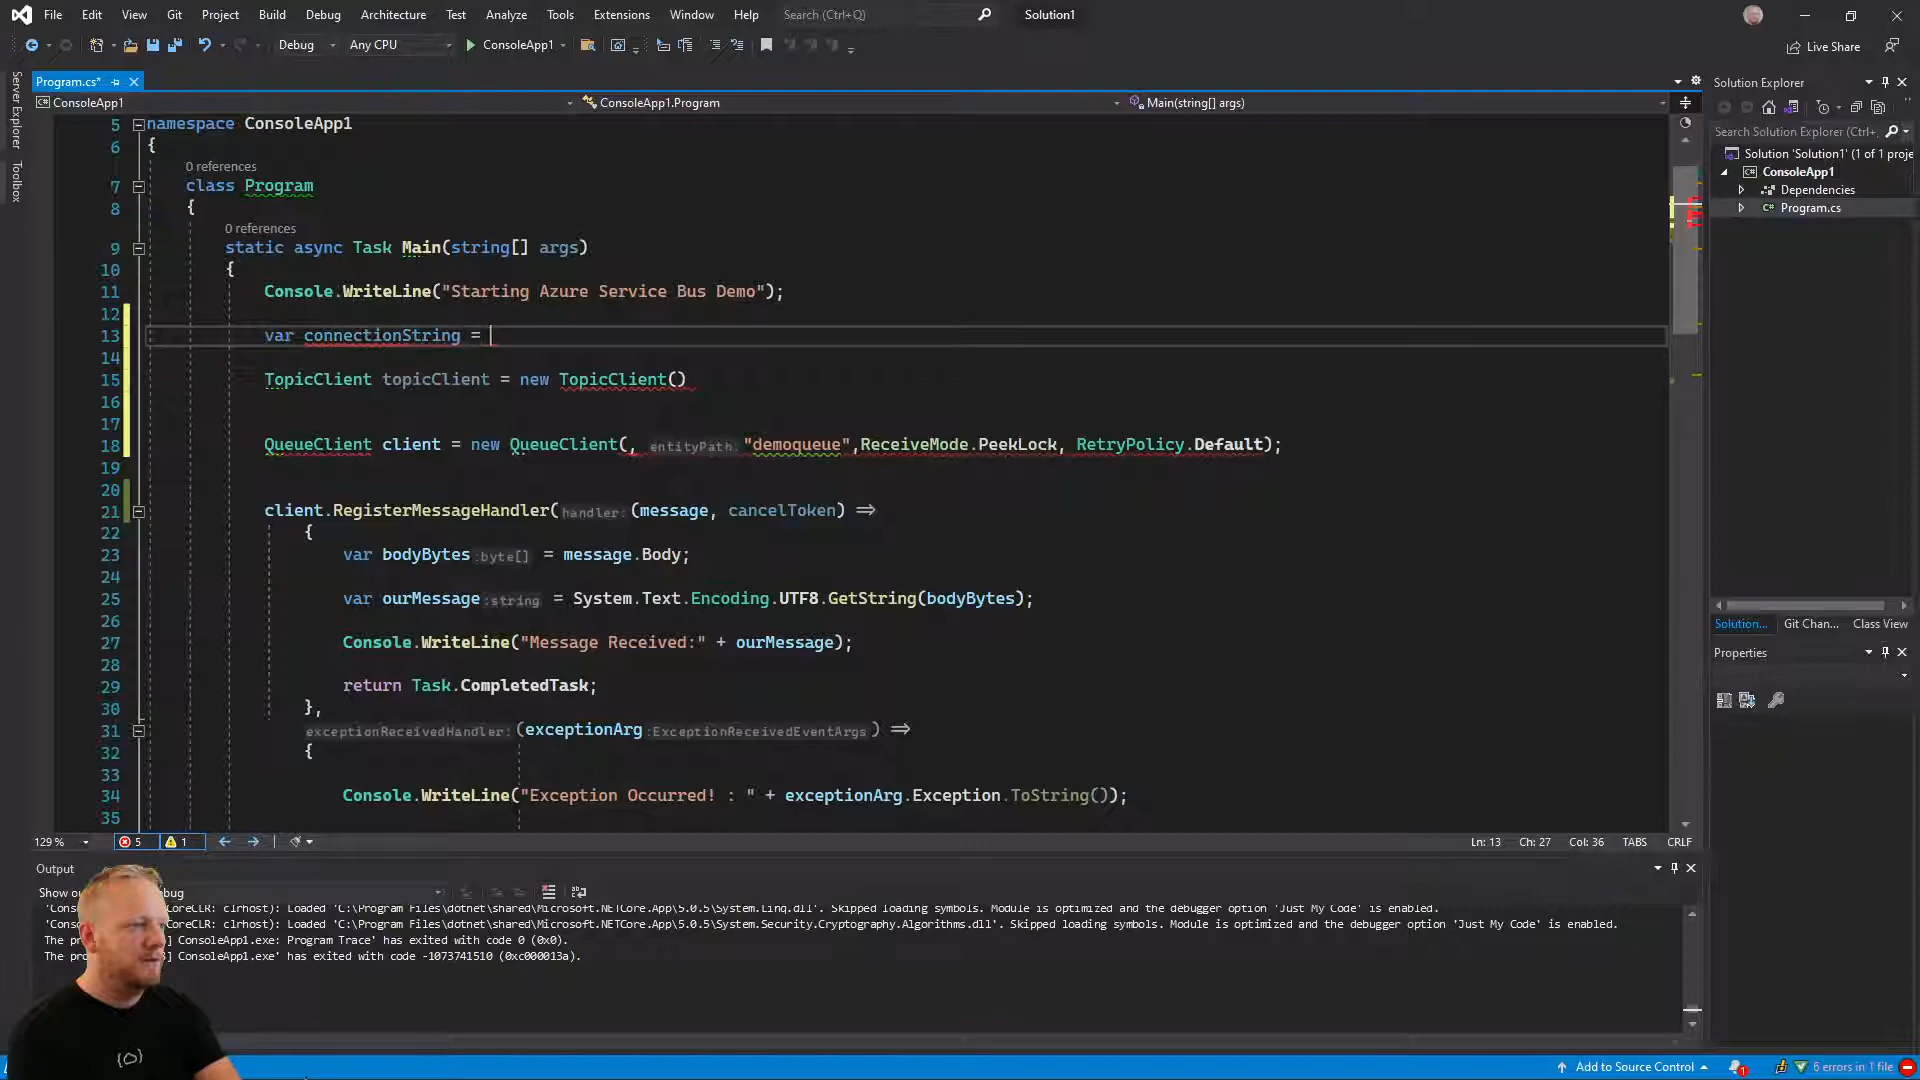 File Edit View Git Project Build Debug Architecture Test Analyze Tools Extensions Window Help Search (Ctrl+Q) Solution1
Debug Any CPU ConsoleApp1 Live Share
Server Explorer
Toolbox
Program.cs*
ConsoleApp1 ConsoleApp1.Program Main(string[] args)
5 namespace ConsoleApp1
6 {
0 references
7 class Program
8 {
0 references
9 static async Task Main(string[] args)
10 {
11 Console.WriteLine("Starting Azure Service Bus Demo");
12
13 var connectionString =
14
15 TopicClient topicClient = new TopicClient()
16
17
18 QueueClient client = new QueueClient(, entityPath: "demoqueue",ReceiveMode.PeekLock, RetryPolicy.Default);
19
20
21 client.RegisterMessageHandler(handler: (message, cancelToken) =>
22 {
23 var bodyBytes :byte[] = message.Body;
24
25 var ourMessage :string = System.Text.Encoding.UTF8.GetString(bodyBytes);
26
27 Console.WriteLine("Message Received:" + ourMessage);
28
29 return Task.CompletedTask;
30 },
31 exceptionReceivedHandler: (exceptionArg :ExceptionReceivedEventArgs) =>
32 {
33
34 Console.WriteLine("Exception Occurred! : " + exceptionArg.Exception.ToString());
35
129 % 5 1 Ln: 13 Ch: 27 Col: 36 TABS CRLF
Output
'CoreCLR: clrhost): Loaded 'C:\Program Files\dotnet\shared\Microsoft.NETCore.App\5.0.5\System.Linq.dll'. Skipped loading symbols. Module is optimized and the debugger option 'Just My Code' is enabled.
'CoreCLR: clrhost): Loaded 'C:\Program Files\dotnet\shared\Microsoft.NETCore.App\5.0.5\System.Security.Cryptography.Algorithms.dll'. Skipped loading symbols. Module is optimized and the debugger option 'Just My Code' is enabled.
The ConsoleApp1.exe: Program Trace' has exited with code 0 (0x0).
The ConsoleApp1.exe' has exited with code -1073741510 (0xc000013a).
{O}
Solution Explorer
Search Solution Explorer (Ctrl+
Solution 'Solution1' (1 of 1 proje
ConsoleApp1
Dependencies
C# Program.cs
Solution... Git Chan... Class View
Properties
Add to Source Control 1 6 errors in 1 file